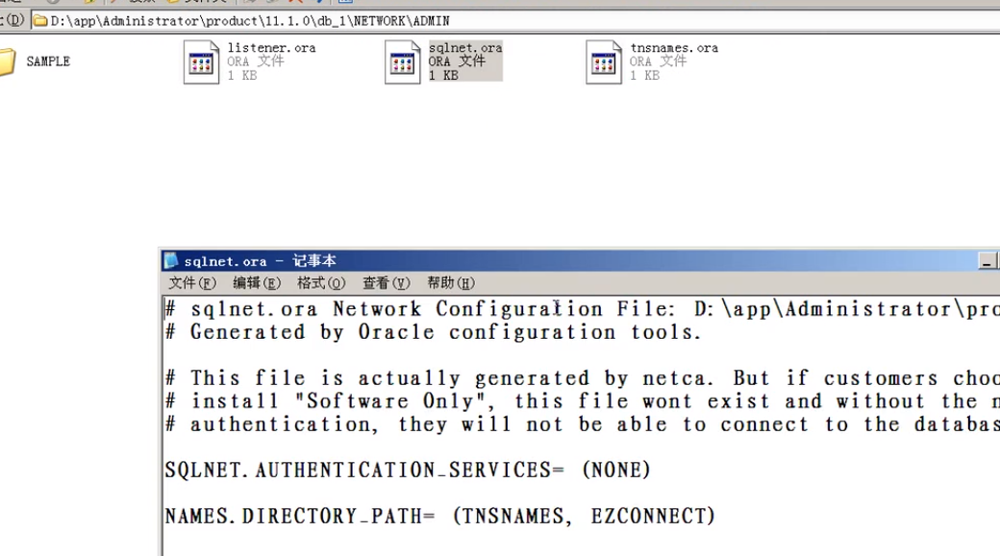 (D) D:\app\Administrator\product\11.1.0\db_1\NETWORK\ADMIN
SAMPLE
listener.ora
ORA 文件
1 KB
sqlnet.ora
ORA 文件
1 KB
tnsnames.ora
ORA 文件
1 KB
sqlnet.ora - 记事本
文件(F) 编辑(E) 格式(O) 查看(V) 帮助(H)
# sqlnet.ora Network Configuration File: D:\app\Administrator\pro
# Generated by Oracle configuration tools.
# This file is actually generated by netca. But if customers choo
# install "Software Only", this file wont exist and without the n
# authentication, they will not be able to connect to the databas
SQLNET.AUTHENTICATION_SERVICES= (NONE)
NAMES.DIRECTORY_PATH= (TNSNAMES, EZCONNECT)